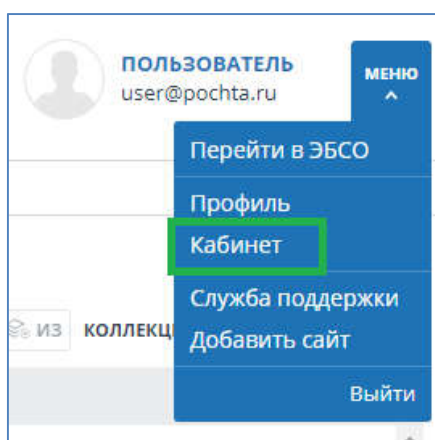 ПОЛЬЗОВАТЕЛЬ
user@pochta.ru
МЕНЮ
Перейти в ЭБСО
Профиль
Кабинет
Служба поддержки
ИЗ КОЛЛЕКЦ
Добавить сайт
Выйти